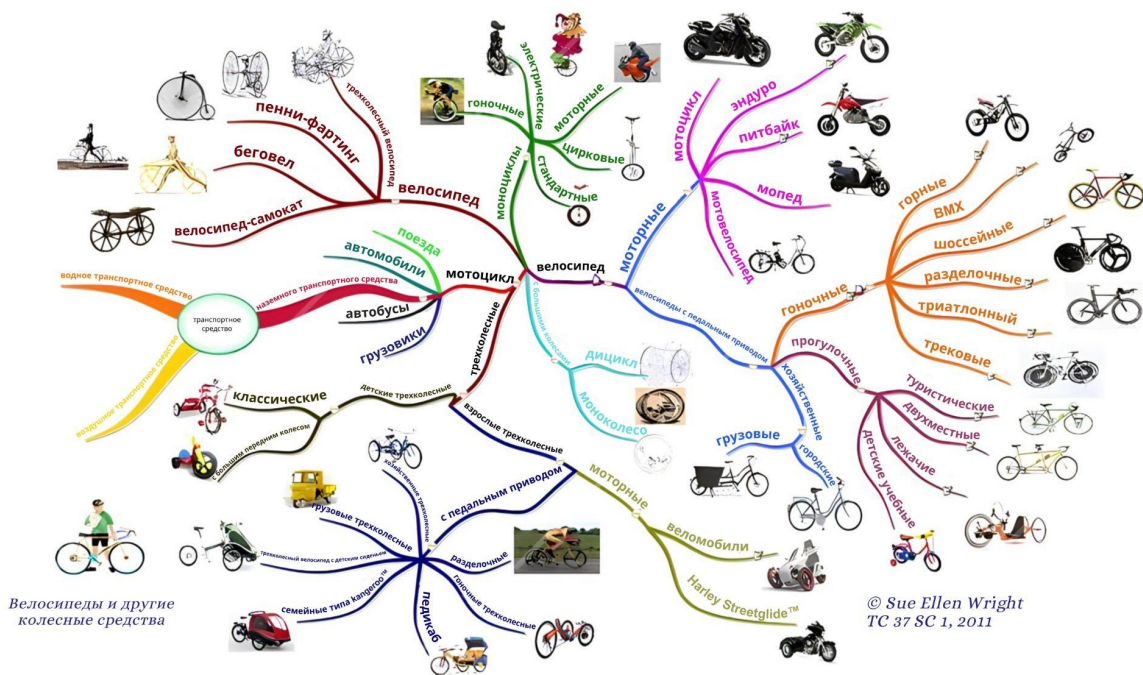 трехколесный велосипед
пенни-фартинг
беговел
велосипед-самокат
велосипед
электрические
гоночные
моторные
цирковые
стандартные
моноциклы
мотоцикл
эндуро
питбайк
мопед
мотовелосипед
моторные
горные
BMX
шоссейные
разделочные
триатлонный
трековые
гоночные
поезда
автомобили
автобусы
грузовики
мотоцикл
велосипед
водное транспортное средство
наземного транспортного средства
транспортное
средство
воздушное транспортное средство
велосипеды с педальным приводом
с большими колесами
дицикл
моноколесо
трехколесные
детские трехколесные
классические
с большим передним колесом
взрослые трехколесные
прогулочные
туристические
двухместные
лежачие
детские учебные
хозяйственные
грузовые
городские
с педальным приводом
хозяйственные трехколесные
грузовые трехколесные
трехколесный велосипед с детским сиденьем
семейные типа kangeroo™
педикаб
гоночные трехколесные
разделочные
моторные
веломобили
Harley Streetglide™
Велосипеды и другие
колесные средства
© Sue Ellen Wright
TC 37 SC 1, 2011